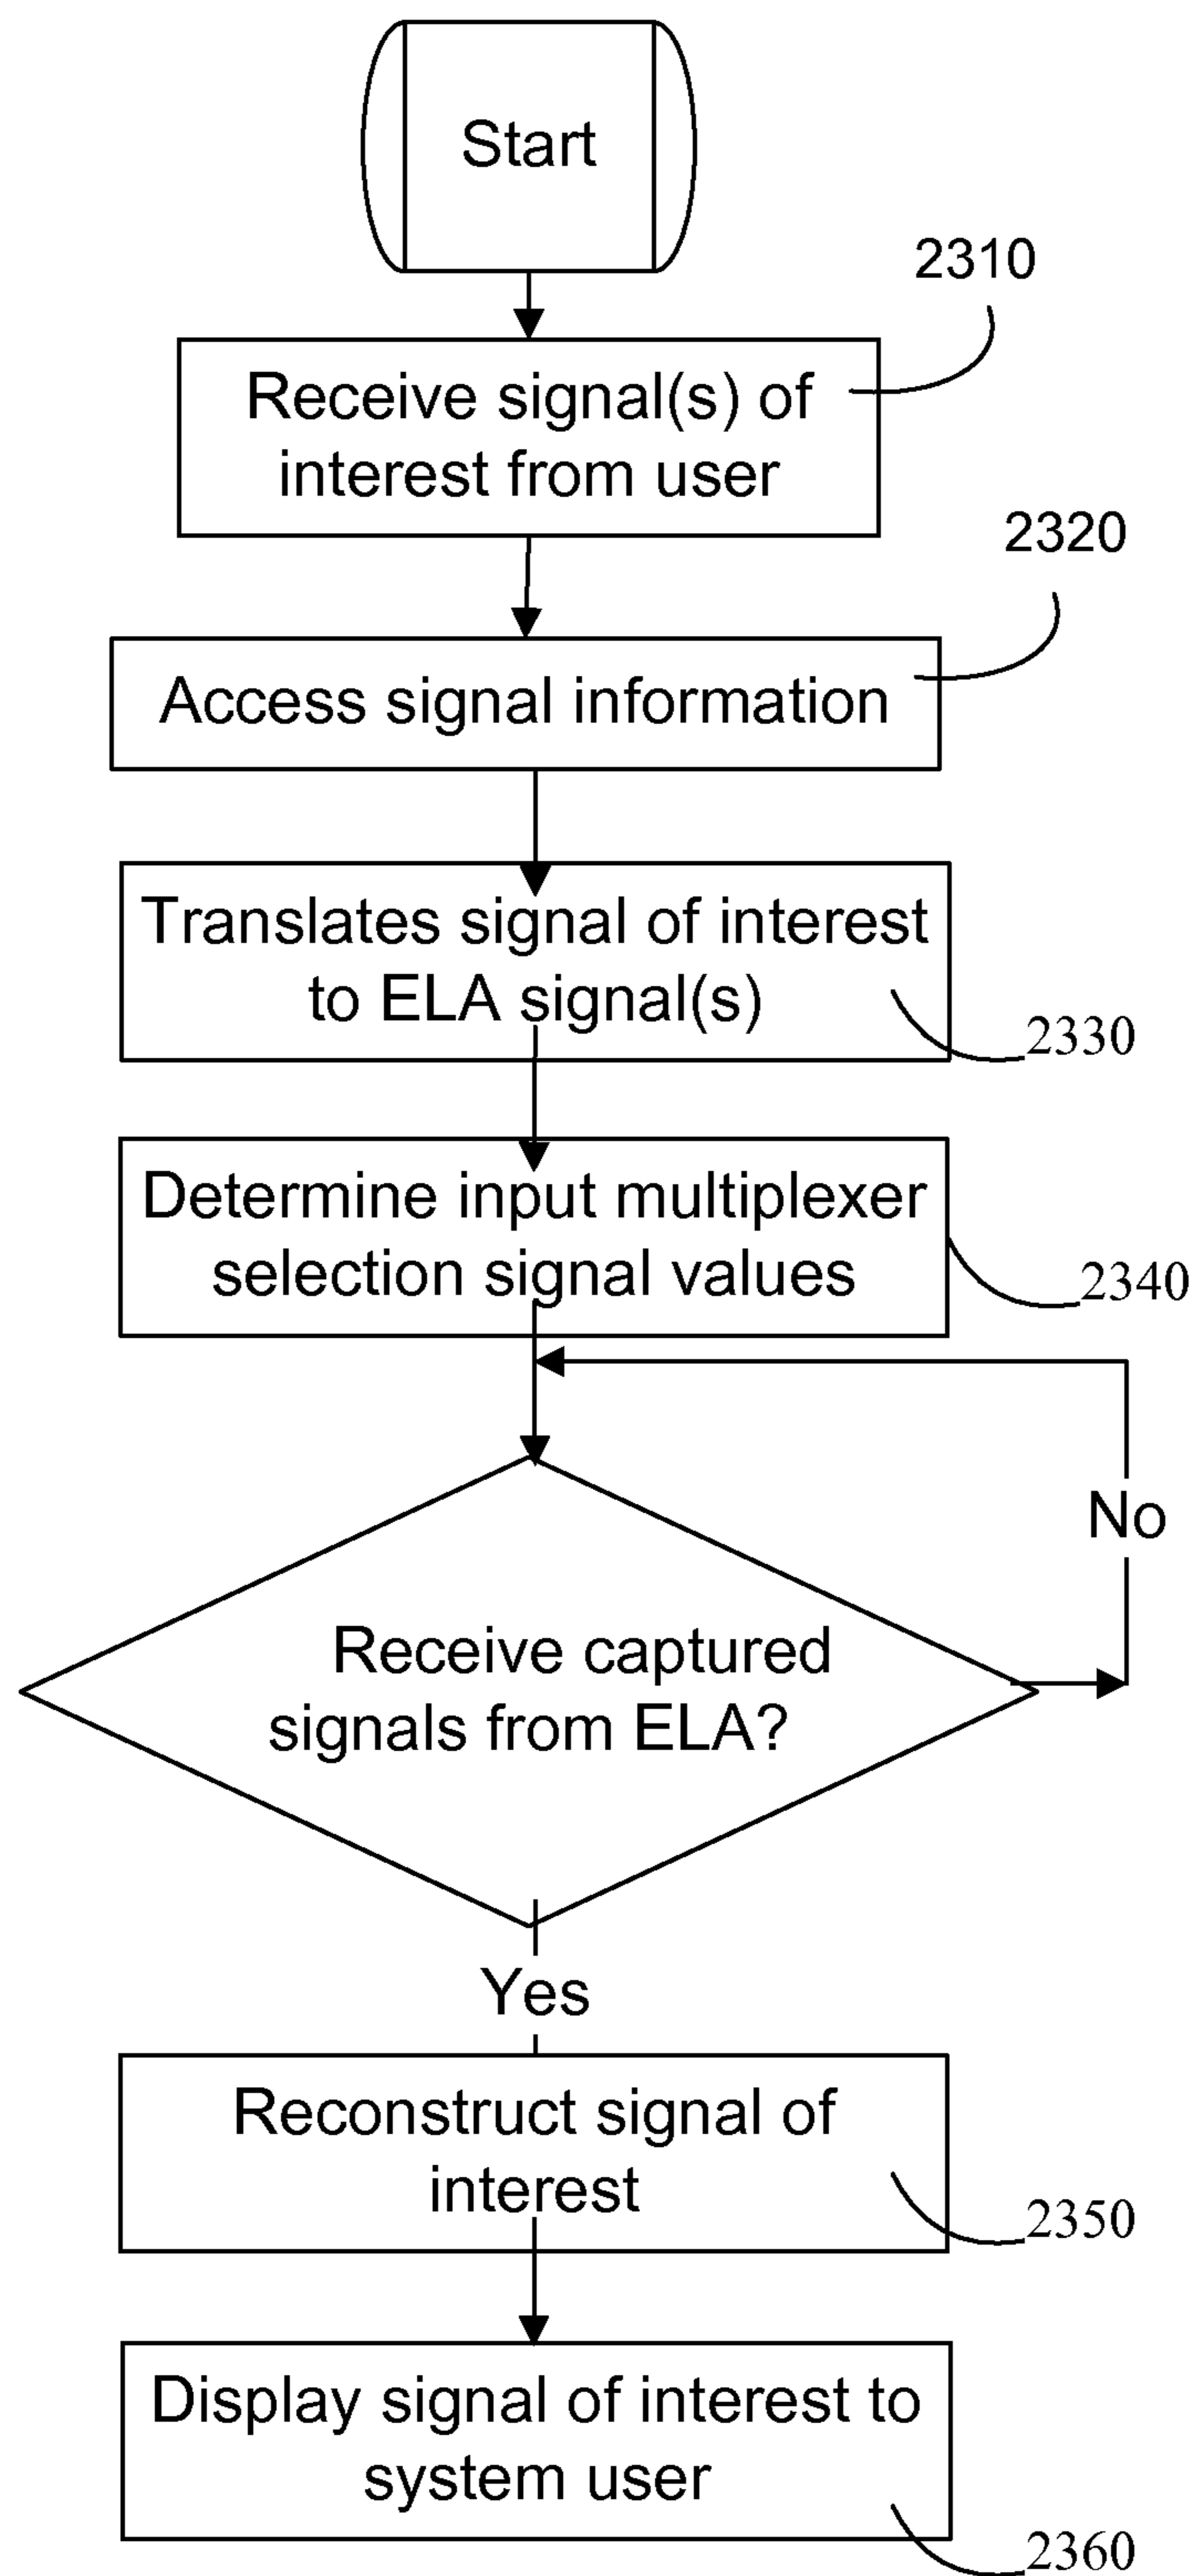 Start
2310
Receive signal(s) of
interest from user
2320
Access signal information
Translates signal of interest
to ELA signal(s)
2330
Determine input multiplexer
selection signal values
2340
No
Receive captured
signals from ELA?
Yes
Reconstruct signal of
interest
2350
Display signal of interest to
system user
2360